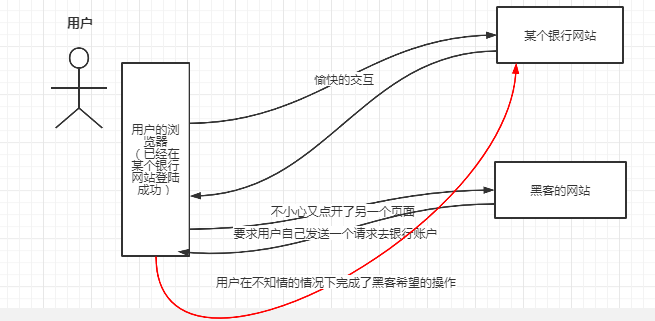 用户
某个银行网站
愉快的交互
用户的浏
览器
（已经在
某个银行
网站登陆
成功）
黑客的网站
不小心又点开了另一个页面
要求用户自己发送一个请求去银行账户
用户在不知情的情况下完成了黑客希望的操作